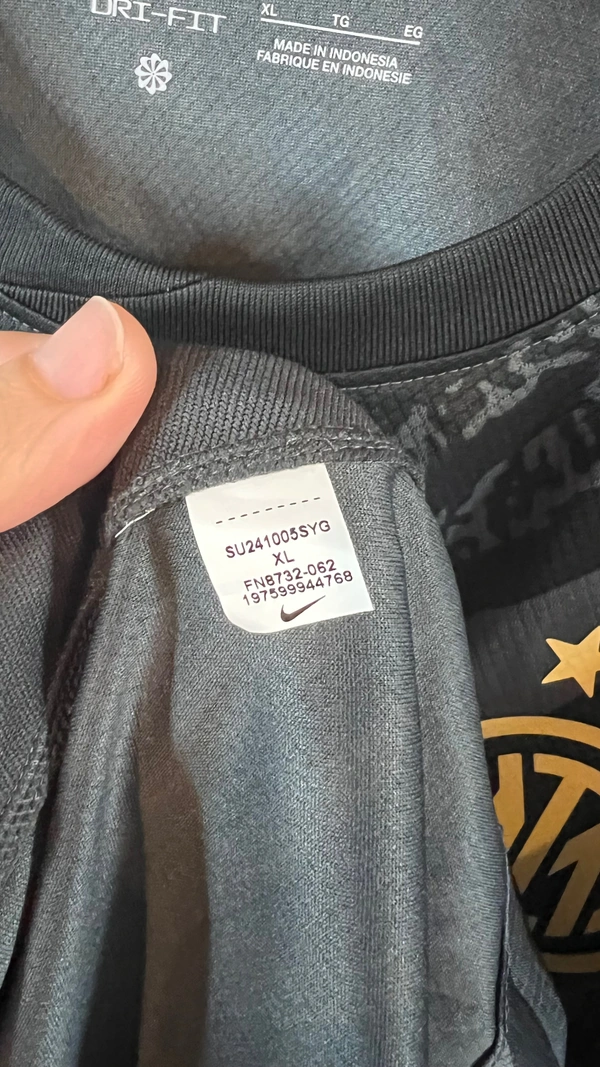 DRI-FIT
XL TG EG
MADE IN INDONESIA
FABRIQUE EN INDONESIE
SU241005SYG
XL
FN8732-062
197599944768